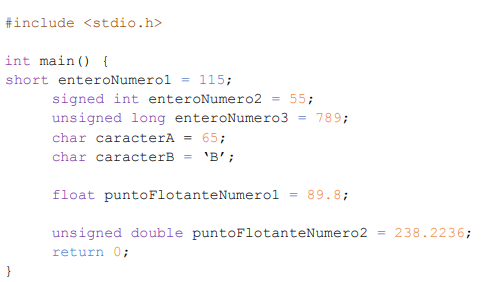 #include <stdio.h>
int main() {
short enteroNumero1 = 115;
signed int enteroNumero2 = 55;
unsigned long enteroNumero3 = 789;
char caracterA = 65;
char caracterB = ‘B’;
float puntoFlotanteNumero1 = 89.8;
unsigned double puntoFlotanteNumero2 = 238.2236;
return 0;
}